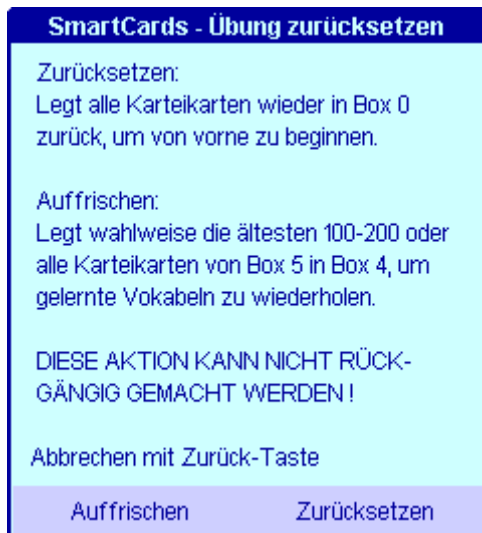 SmartCards - Übung zurücksetzen
Zurücksetzen:
Legt alle Karteikarten wieder in Box 0
zurück, um von vorne zu beginnen.
Auffrischen:
Legt wahlweise die ältesten 100-200 oder
alle Karteikarten von Box 5 in Box 4, um
gelernte Vokabeln zu wiederholen.
DIESE AKTION KANN NICHT RÜCK-
GÄNGIG GEMACHT WERDEN !
Abbrechen mit Zurück-Taste
Auffrischen Zurücksetzen